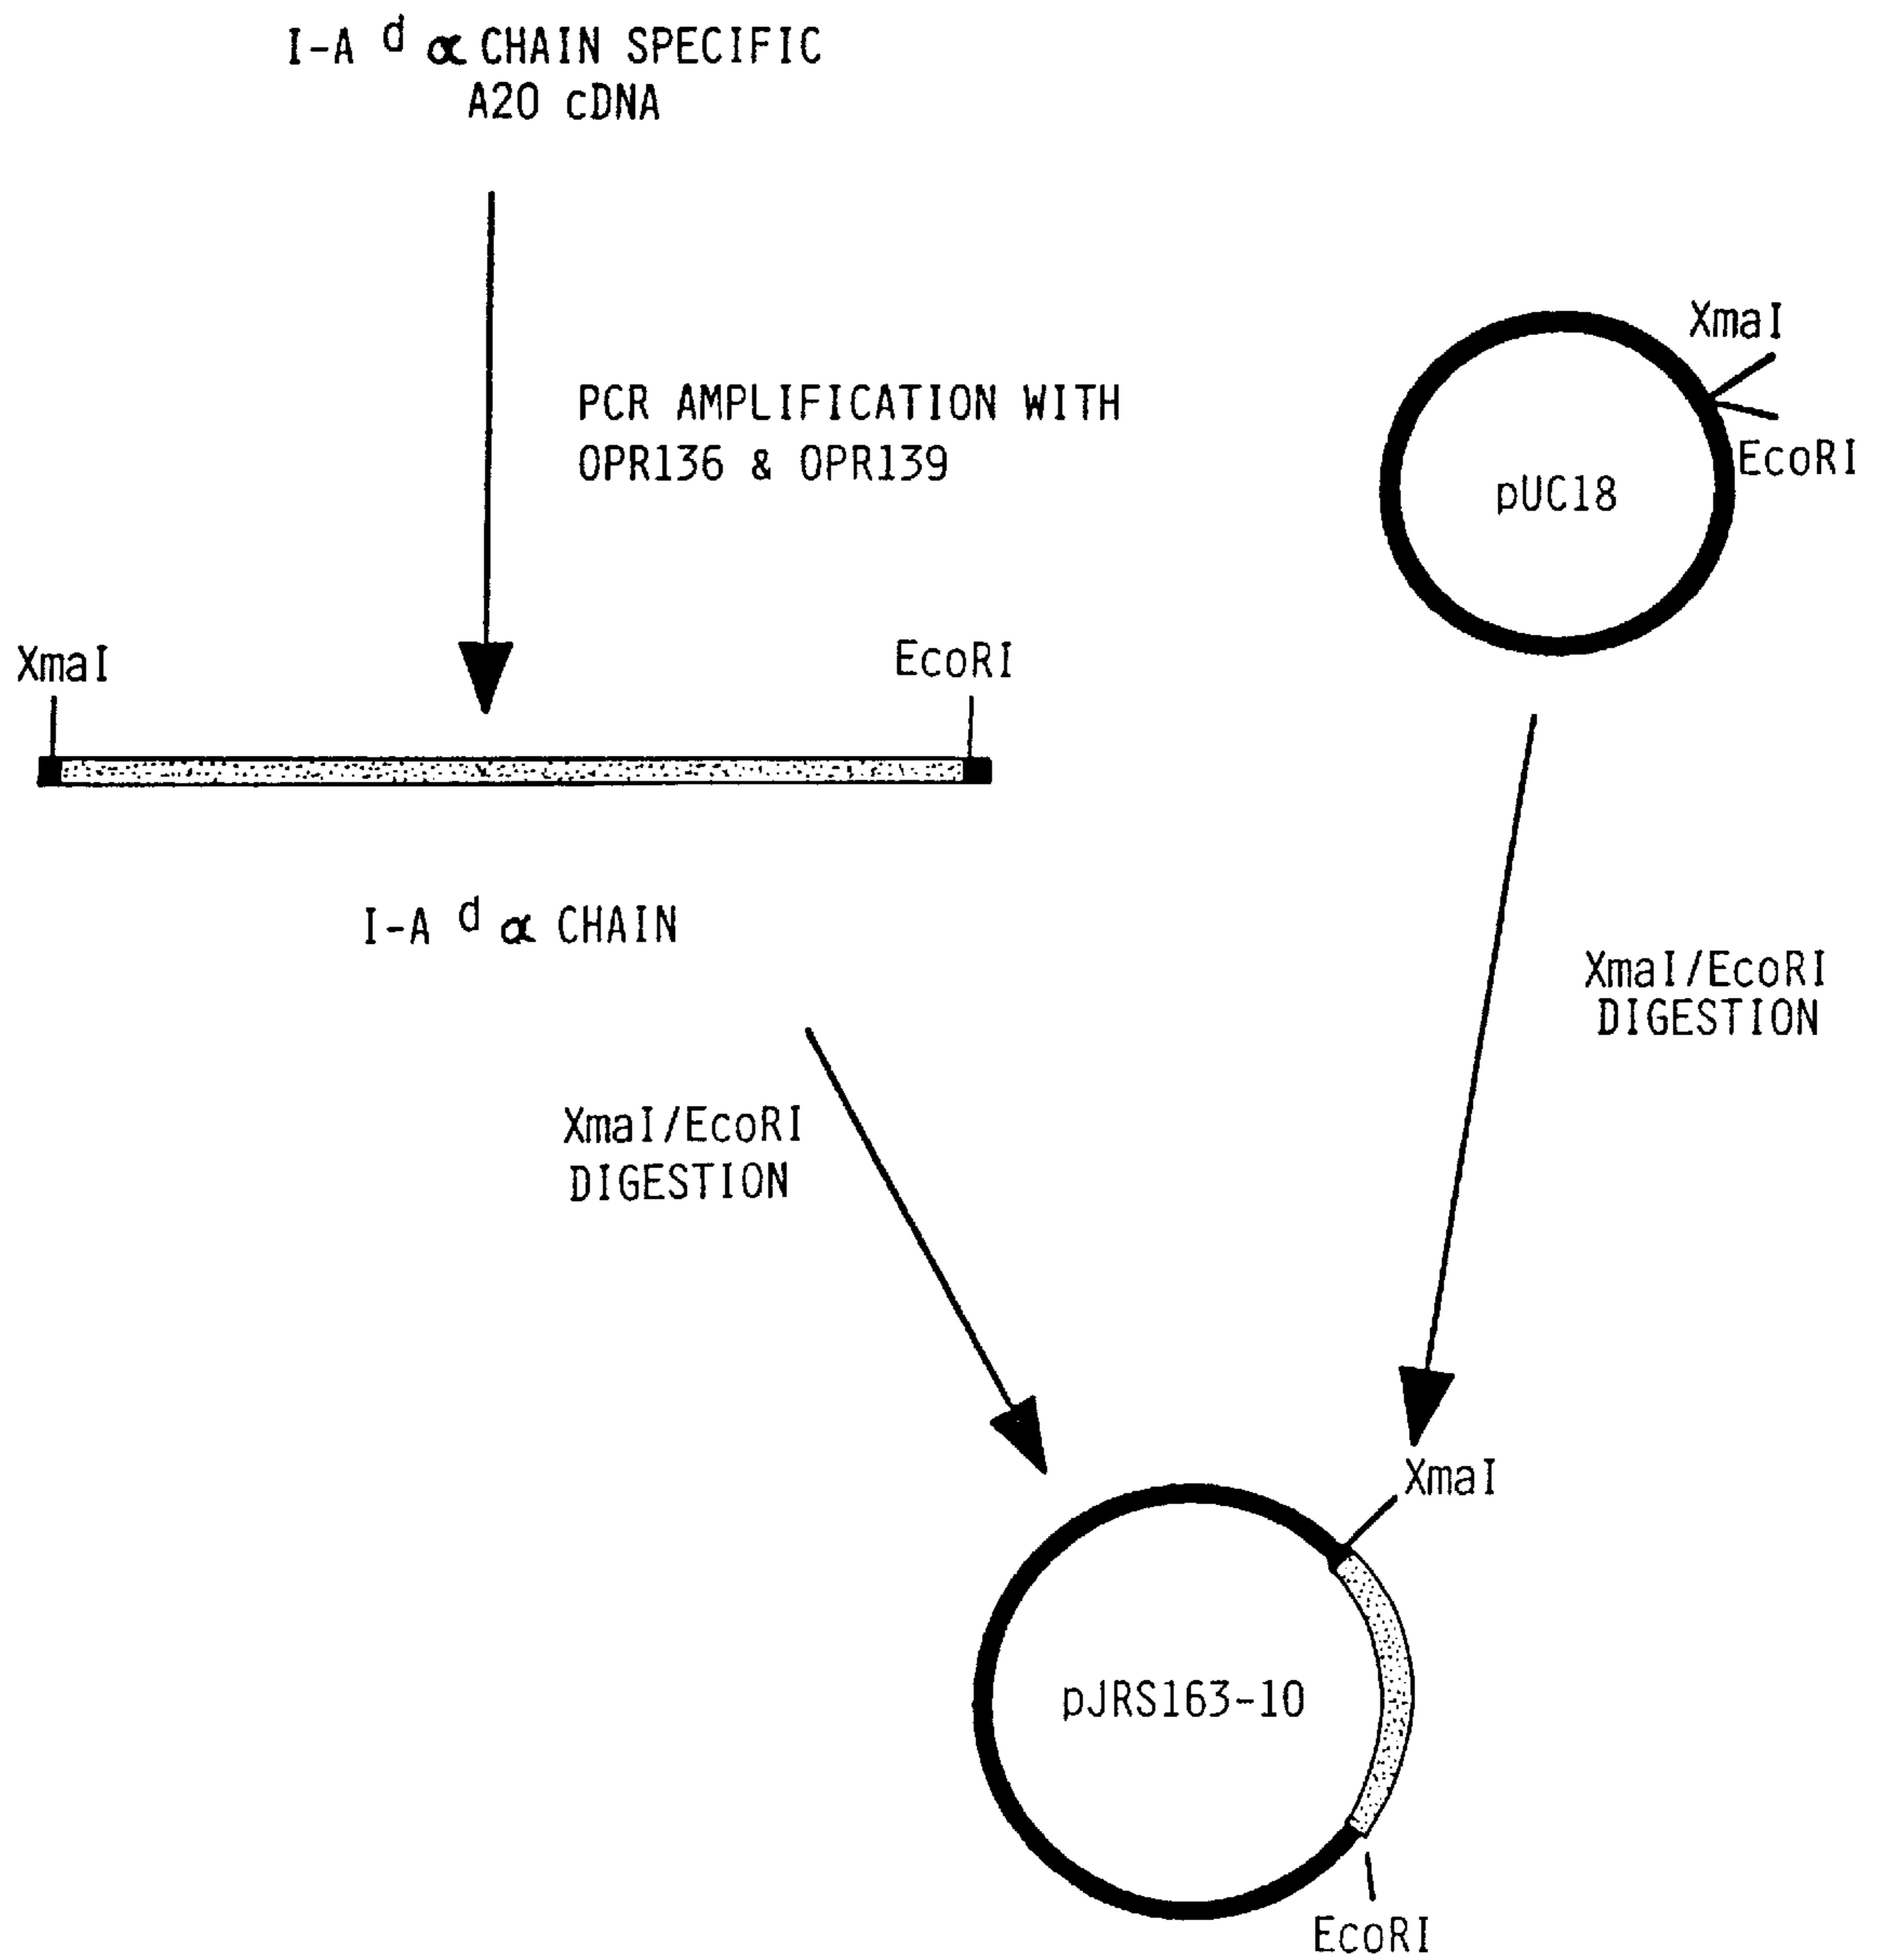 I-A d α CHAIN SPECIFIC
A20 cDNA
PCR AMPLIFICATION WITH
OPR136 & OPR139
XmaI
EcoRI
pUC18
XmaI
EcoRI
I-A d α CHAIN
XmaI/EcoRI
DIGESTION
XmaI/EcoRI
DIGESTION
XmaI
pJRS163-10
EcoRI